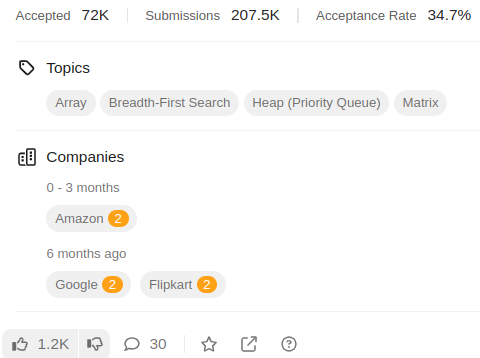 Accepted 72K Submissions 207.5K Acceptance Rate 34.7%
Topics
Array Breadth-First Search Heap (Priority Queue) Matrix
Companies
0 - 3 months
Amazon 2
6 months ago
Google 2 Flipkart 2
1.2K 30